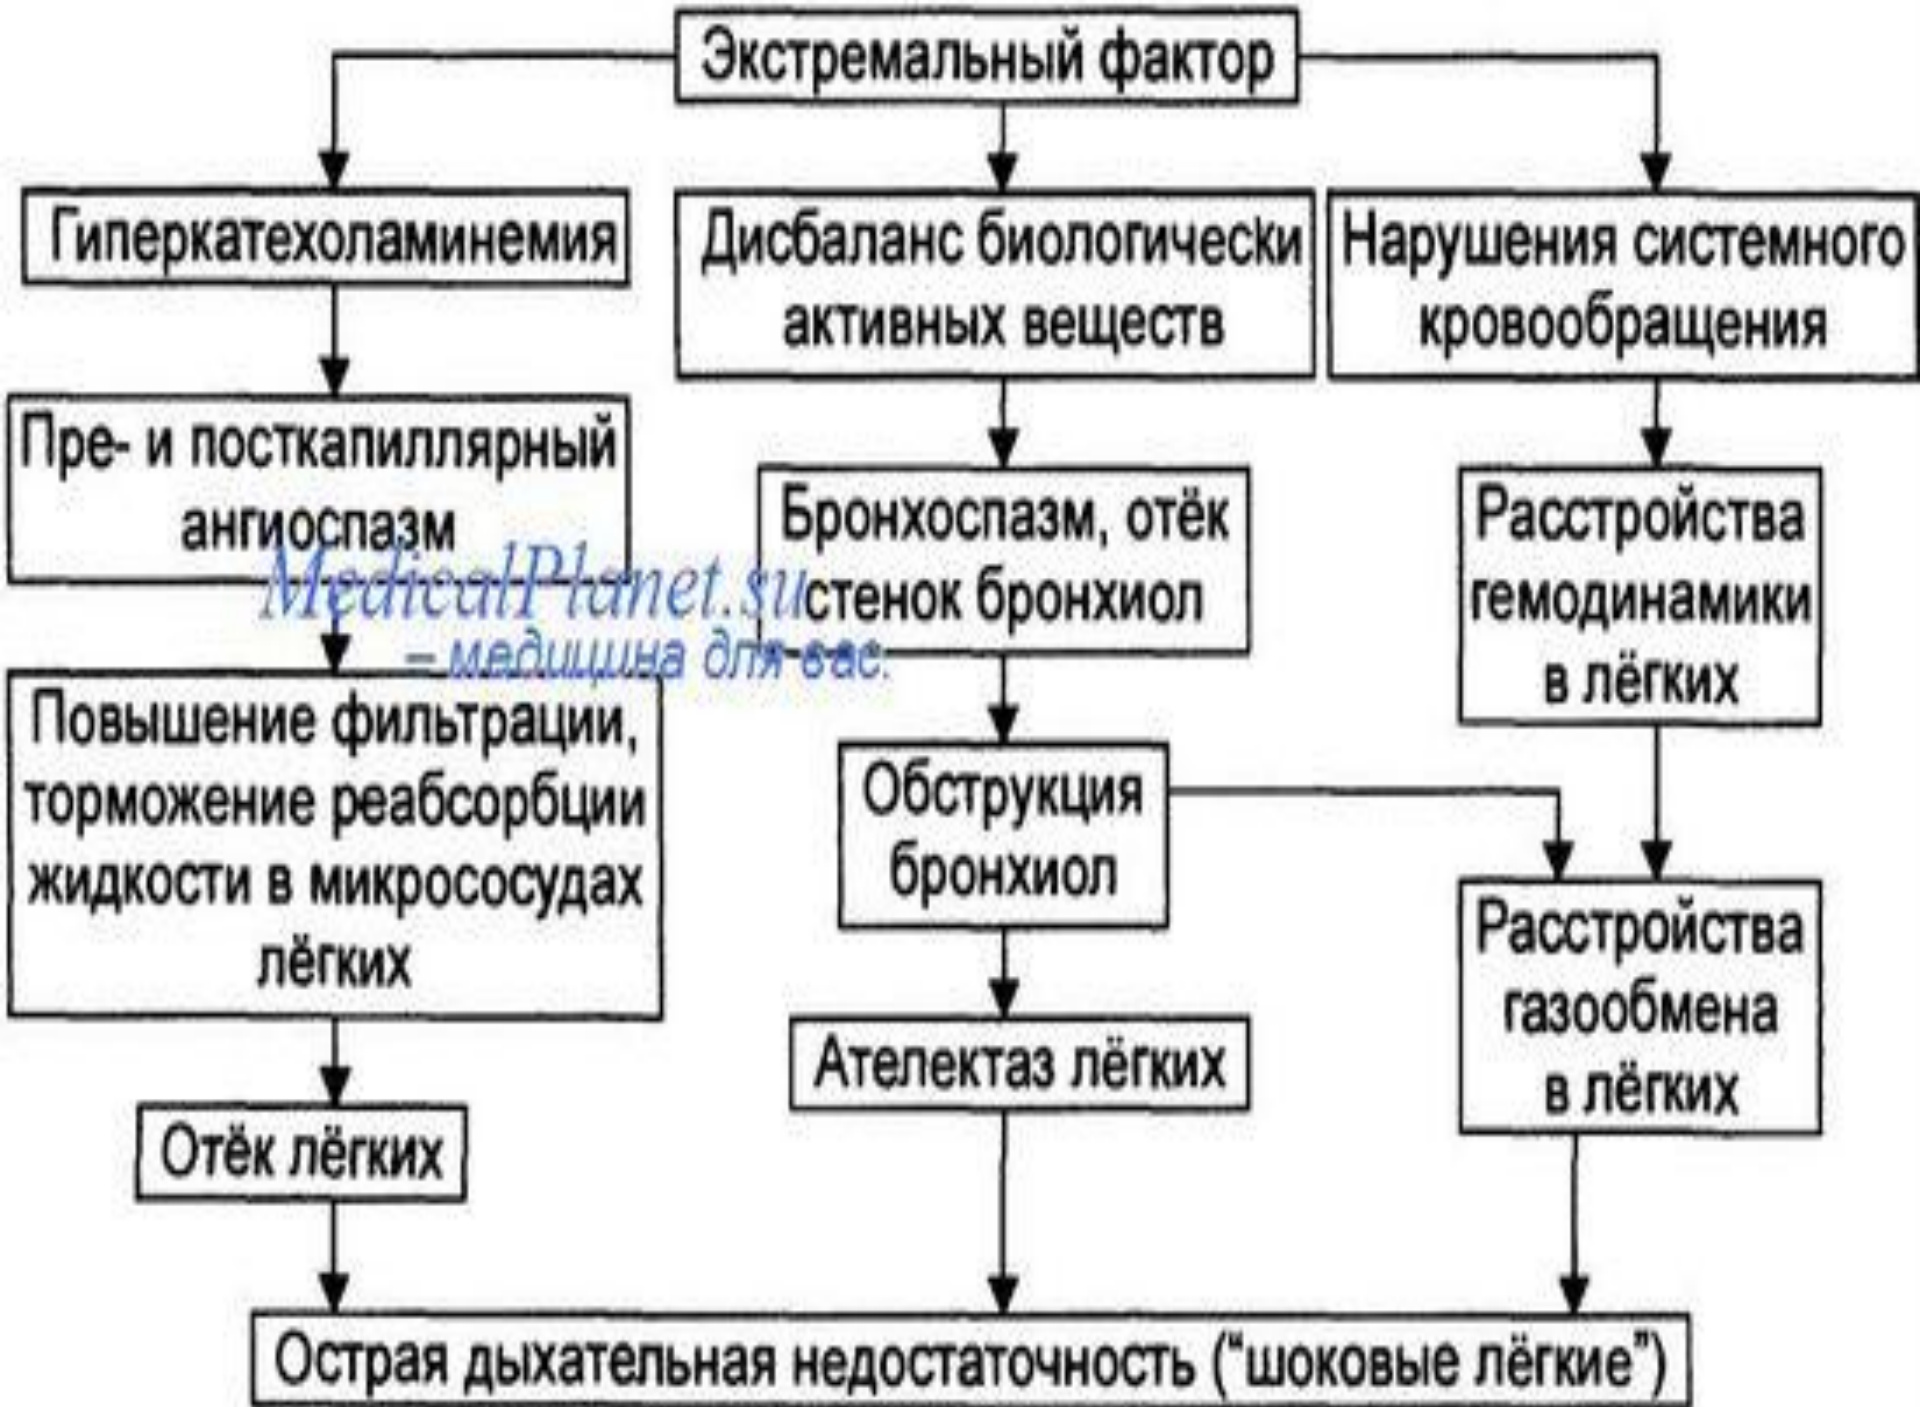 Экстремальный фактор
Гиперкатехоламинемия
Дисбаланс биологически
активных веществ
Нарушения системного
кровообращения
Пре- и посткапиллярный
ангиоспазм
Бронхоспазм, отёк
стенок бронхиол
Расстройства
гемодинамики
в лёгких
MedicalPlanet.su
– медицина для вас.
Повышение фильтрации,
торможение реабсорбции
жидкости в микрососудах
лёгких
Обструкция
бронхиол
Расстройства
газообмена
в лёгких
Ателектаз лёгких
Отёк лёгких
Острая дыхательная недостаточность (“шоковые лёгкие”)